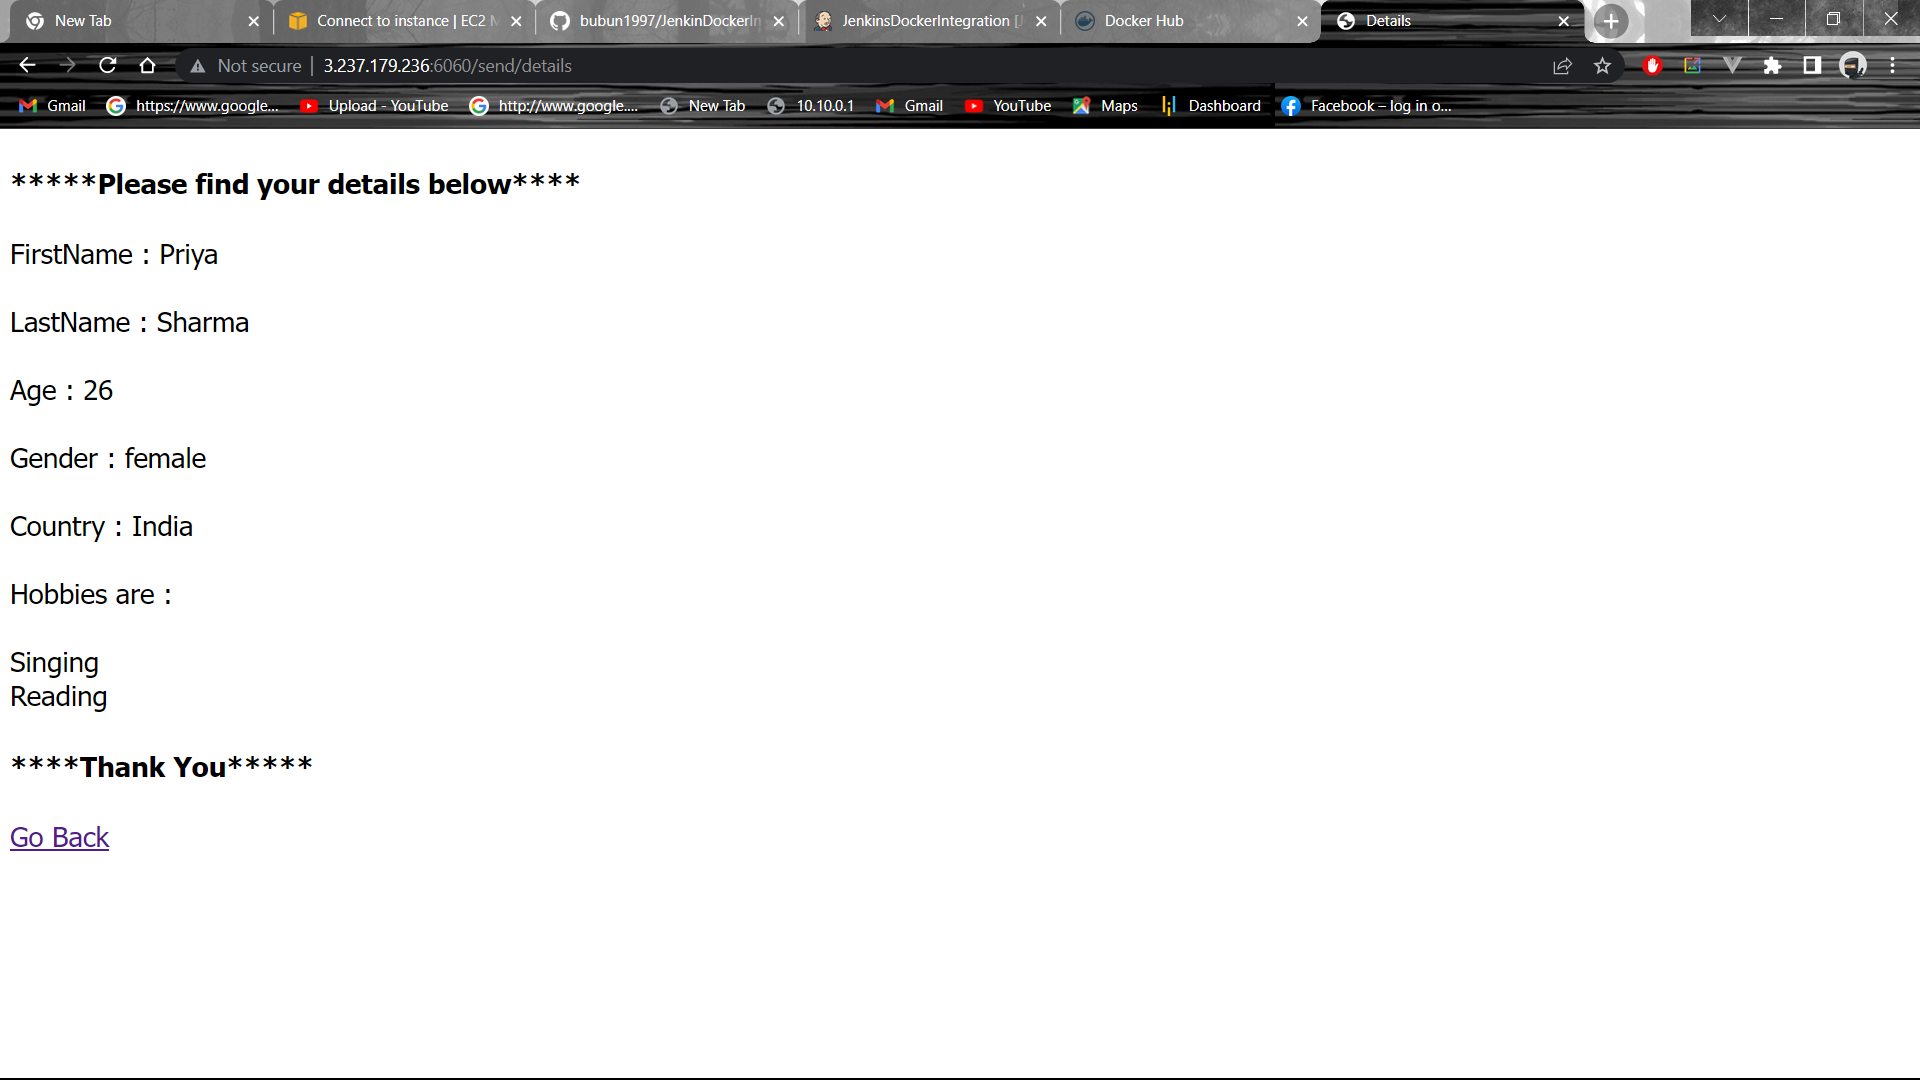 New Tab
Connect to instance | EC2 M
bubun1997/JenkinDockerIn
JenkinsDockerIntegration [J
Docker Hub
Details
Not secure | 3.237.179.236:6060/send/details
Gmail
https://www.google...
Upload - YouTube
http://www.google....
New Tab
10.10.0.1
Gmail
YouTube
Maps
Dashboard
Facebook – log in o...
*****Please find your details below****
FirstName : Priya
LastName : Sharma
Age : 26
Gender : female
Country : India
Hobbies are :
Singing
Reading
****Thank You*****
Go Back